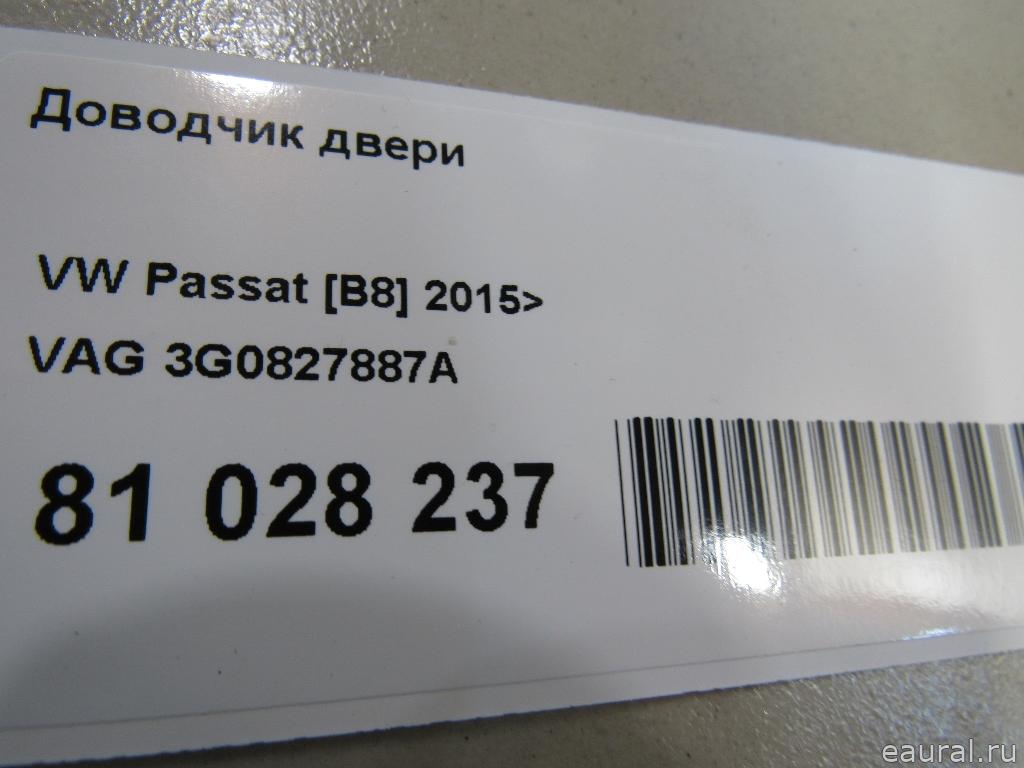 Доводчик двери
VW Passat [B8] 2015>
VAG 3G0827887A
81 028 237
eaural.ru